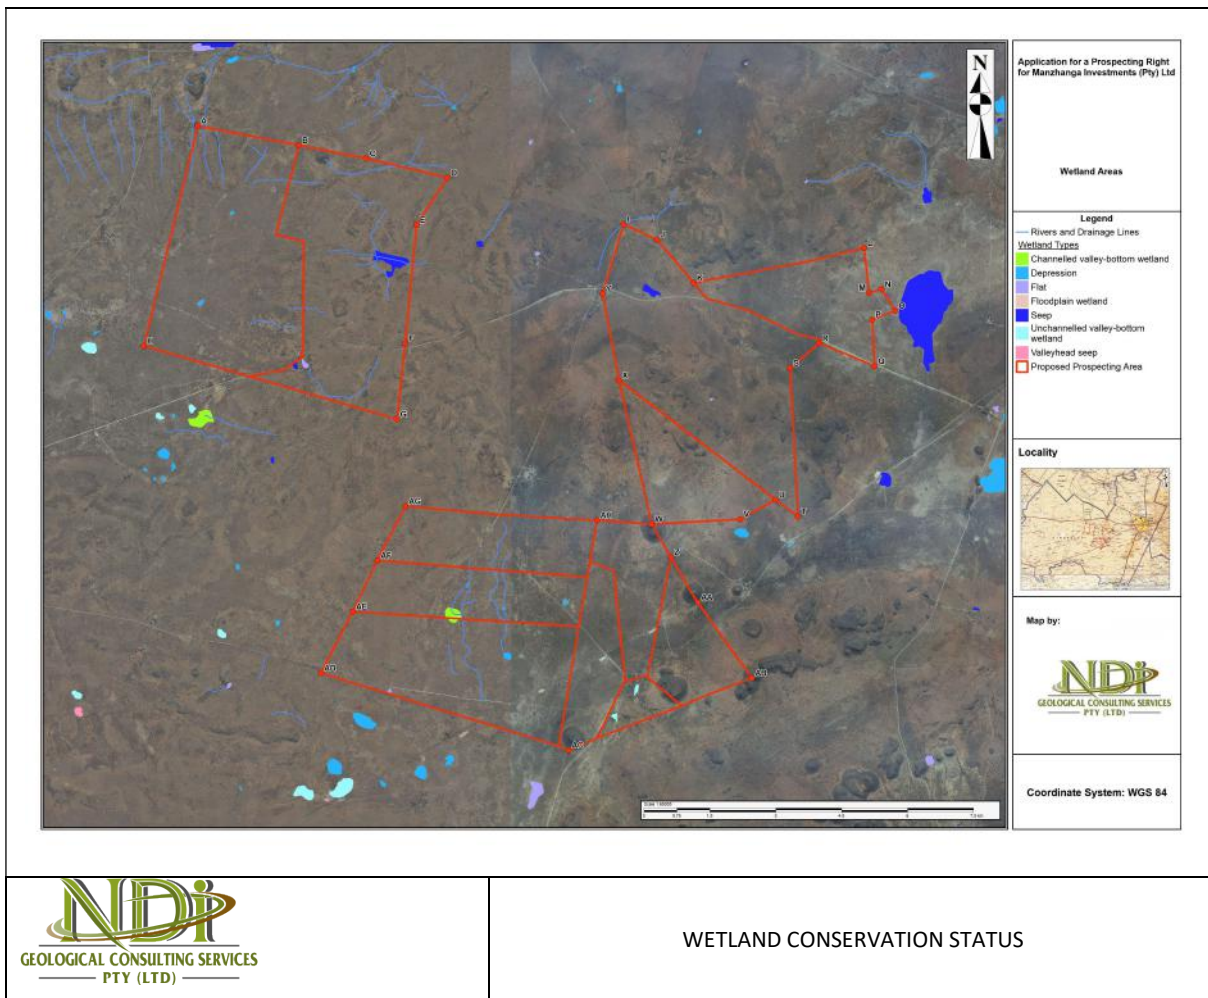 Application for a Prospecting Right
for Manzhanga Investments (Pty) Ltd
Wetland Areas
Legend
Rivers and Drainage Lines
Wetland Types
Channelled valley-bottom wetland
Depression
Flat
Floodplain wetland
Seep
Unchannelled valley-bottom
wetland
Valleyhead seep
Proposed Prospecting Area
Locality
Map by:
NDi
GEOLOGICAL CONSULTING SERVICES
PTY (LTD)
Coordinate System: WGS 84
N
A
B
C
D
E
F
G
I
J
K
L
M
N
O
P
Q
R
S
T
U
V
W
X
Y
Z
AA
AB
AC
AD
AE
AF
AG
AH
NDi
GEOLOGICAL CONSULTING SERVICES
PTY (LTD)
WETLAND CONSERVATION STATUS